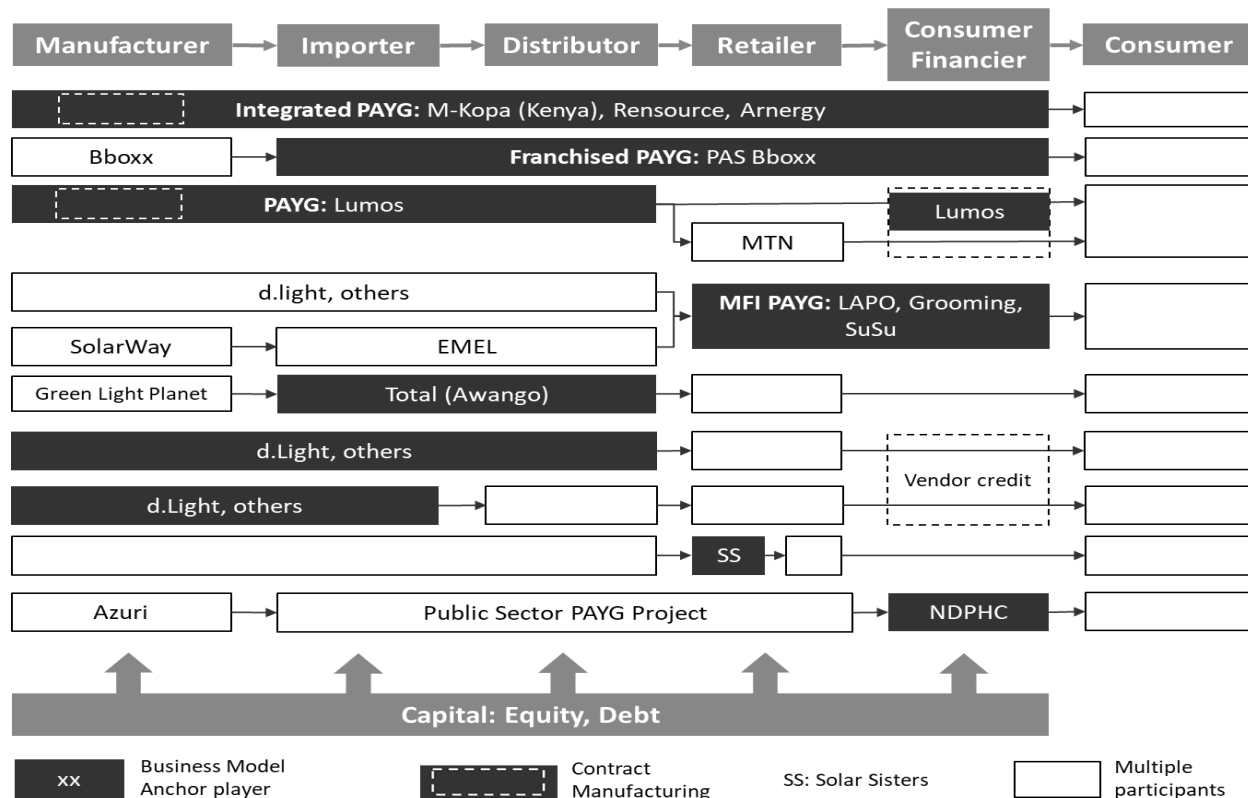 Manufacturer
Importer
Distributor
Retailer
Consumer
Financier
Consumer
Integrated PAYG: M-Kopa (Kenya), Rensource, Arnergy
Bboxx
Franchised PAYG: PAS Bboxx
PAYG: Lumos
Lumos
MTN
d.light, others
MFI PAYG: LAPO, Grooming,
SuSu
SolarWay
EMEL
Green Light Planet
Total (Awango)
d.Light, others
Vendor credit
d.Light, others
SS
Azuri
Public Sector PAYG Project
NDPHC
Capital: Equity, Debt
xx
Business Model
Anchor player
Contract
Manufacturing
SS: Solar Sisters
Multiple
participants